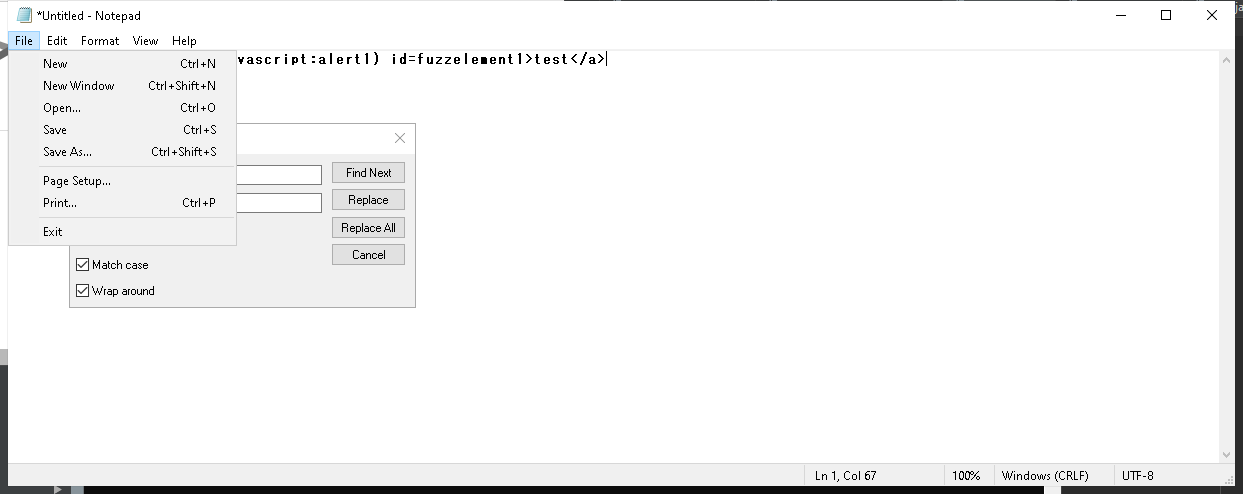 *Untitled - Notepad
File Edit Format View Help
vascript:alert1) id=fuzzelement1>test</a>
New Ctrl+N
New Window Ctrl+Shift+N
Open... Ctrl+O
Save Ctrl+S
Save As... Ctrl+Shift+S
Page Setup...
Print... Ctrl+P
Exit
Find Next
Replace
Replace All
Cancel
Match case
Wrap around
Ln 1, Col 67 100% Windows (CRLF) UTF-8